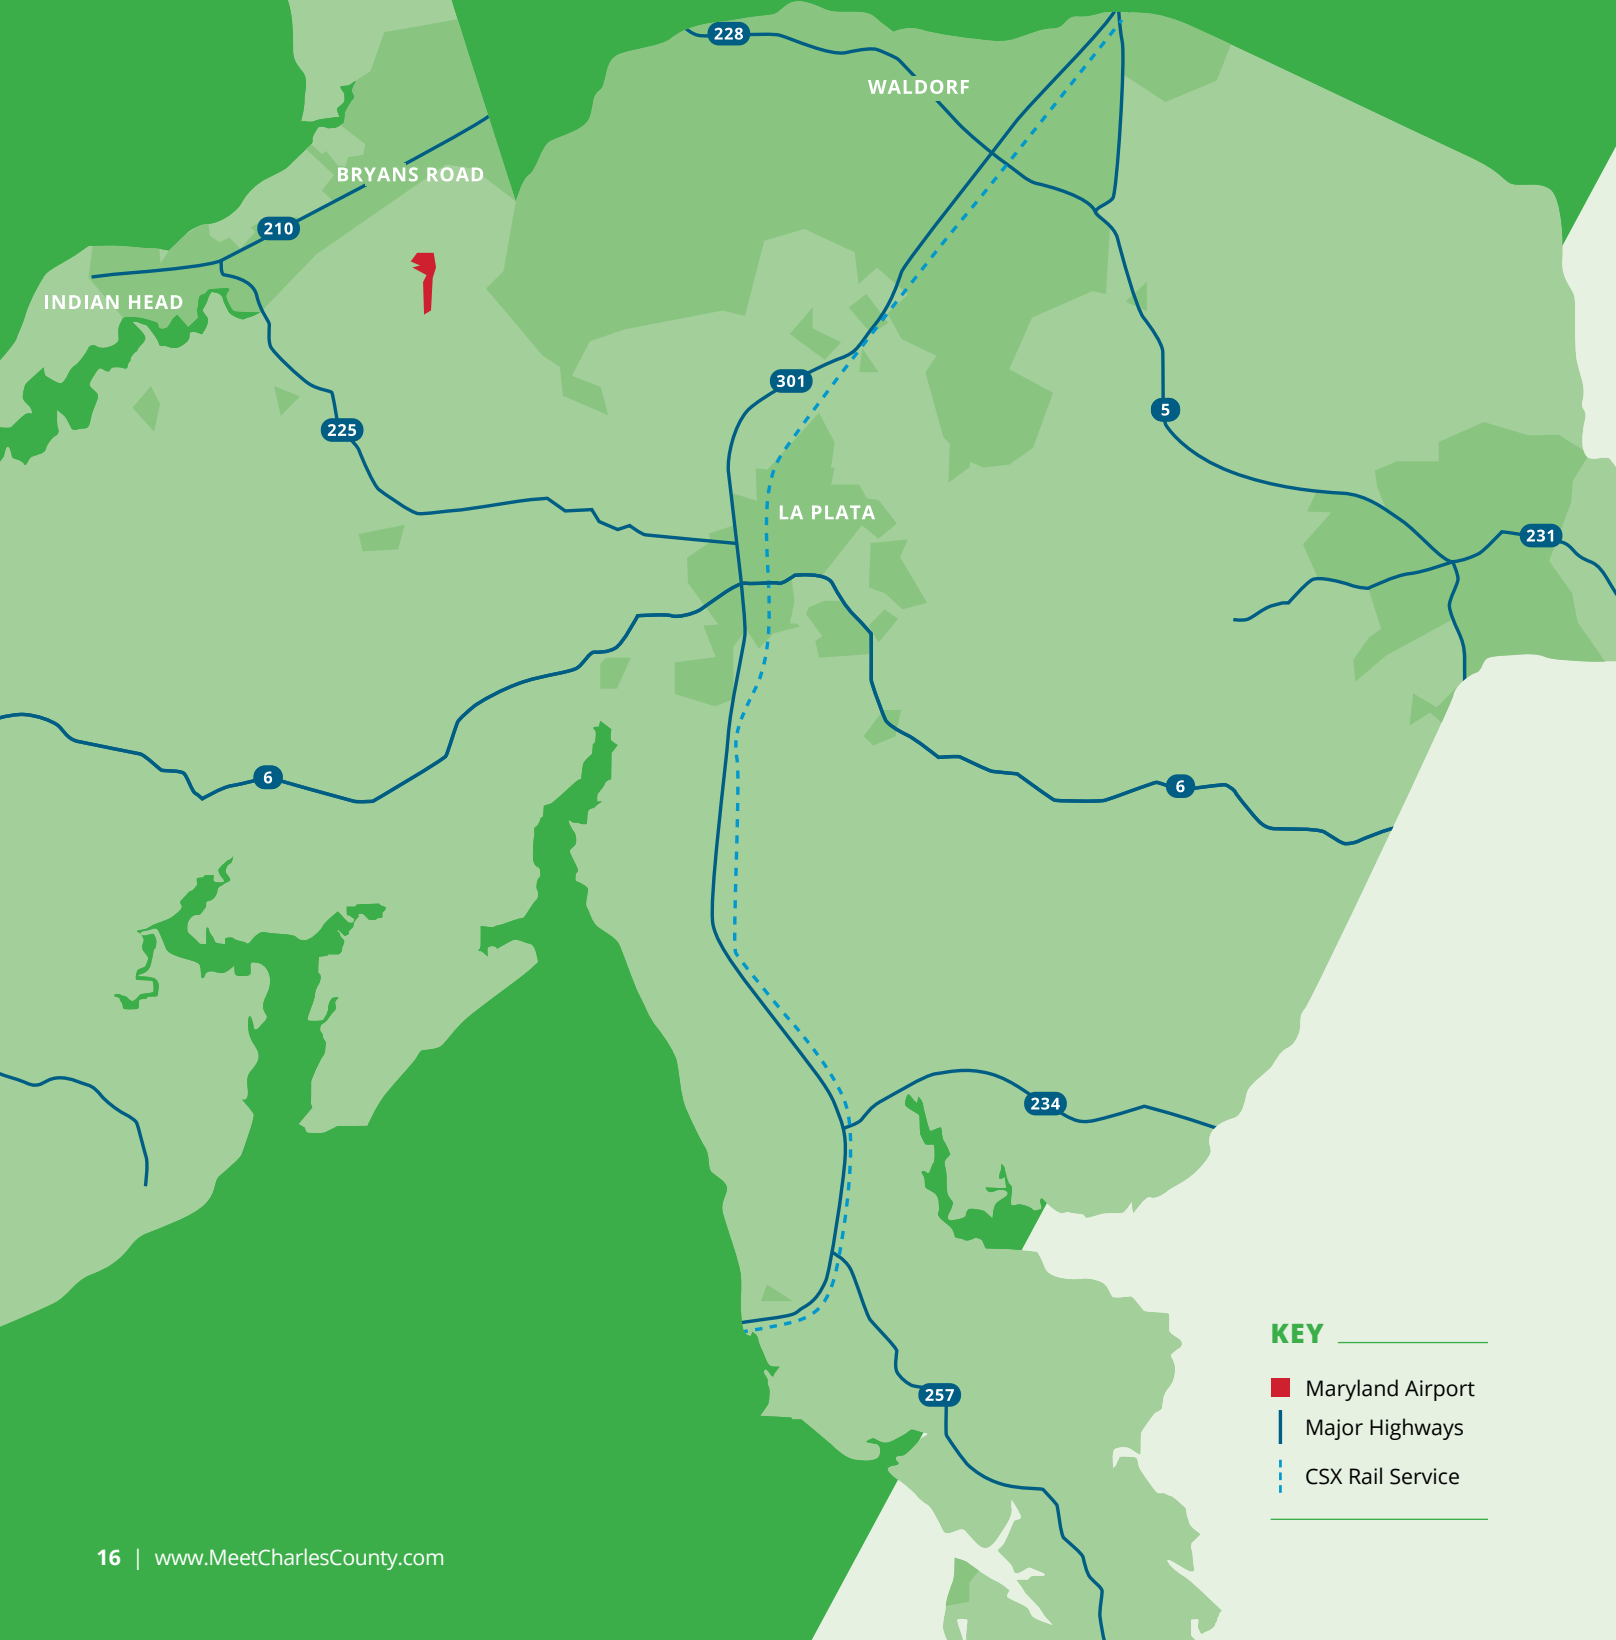 228
WALDORF
BRYANS ROAD
210
INDIAN HEAD
301
5
225
LA PLATA
231
6
6
234
257
KEY
Maryland Airport
Major Highways
CSX Rail Service
16 | www.MeetCharlesCounty.com